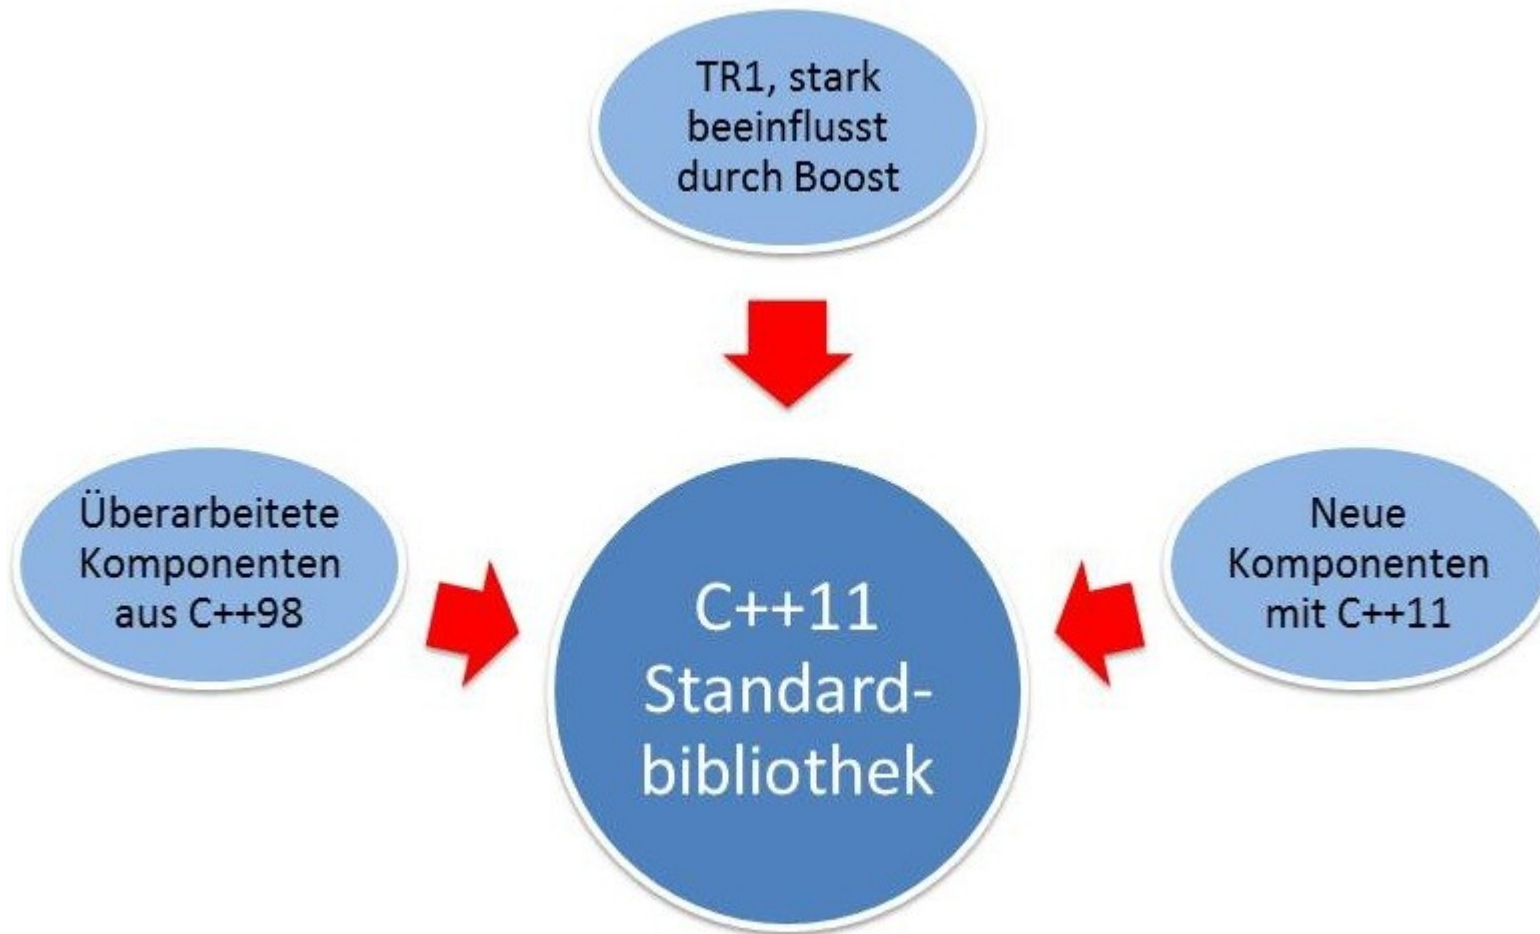 TR1, stark
beeinflusst
durch Boost
Überarbeitete
Komponenten
aus C++98
Neue
Komponenten
mit C++11
C++11
Standard-
bibliothek